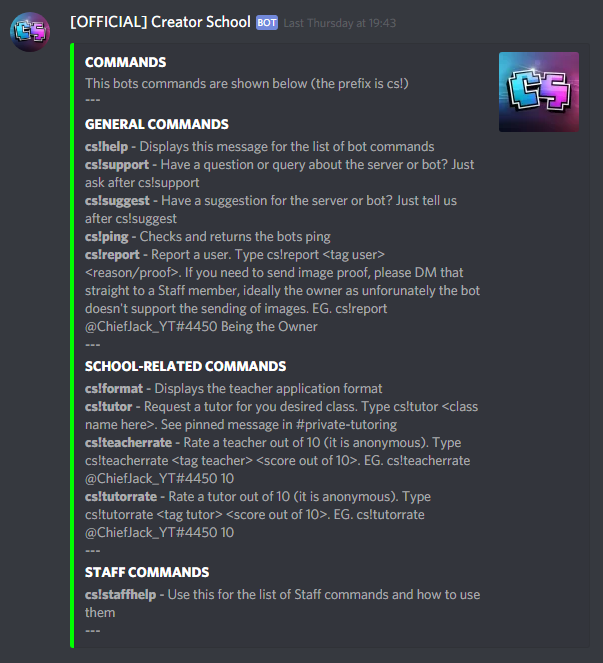 [OFFICIAL] Creator School BOT Last Thursday at 19:43
COMMANDS
This bots commands are shown below (the prefix is cs!)
---
GENERAL COMMANDS
cs!help - Displays this message for the list of bot commands
cs!support - Have a question or query about the server or bot? Just
ask after cs!support
cs!suggest - Have a suggestion for the server or bot? Just tell us
after cs!suggest
cs!ping - Checks and returns the bots ping
cs!report - Report a user. Type cs!report <tag user>
<reason/proof>. If you need to send image proof, please DM that
straight to a Staff member, ideally the owner as unforunately the bot
doesn't support the sending of images. EG. cs!report
@ChiefJack_YT#4450 Being the Owner
---
SCHOOL-RELATED COMMANDS
cs!format - Displays the teacher application format
cs!tutor - Request a tutor for you desired class. Type cs!tutor <class
name here>. See pinned message in #private-tutoring
cs!teacherrate - Rate a teacher out of 10 (it is anonymous). Type
cs!teacherrate <tag teacher> <score out of 10>. EG. cs!teacherrate
@ChiefJack_YT#4450 10
cs!tutorrate - Rate a tutor out of 10 (it is anonymous). Type
cs!tutorrate <tag tutor> <score out of 10>. EG. cs!tutorrate
@ChiefJack_YT#4450 10
---
STAFF COMMANDS
cs!staffhelp - Use this for the list of Staff commands and how to use
them
---
CS
CS